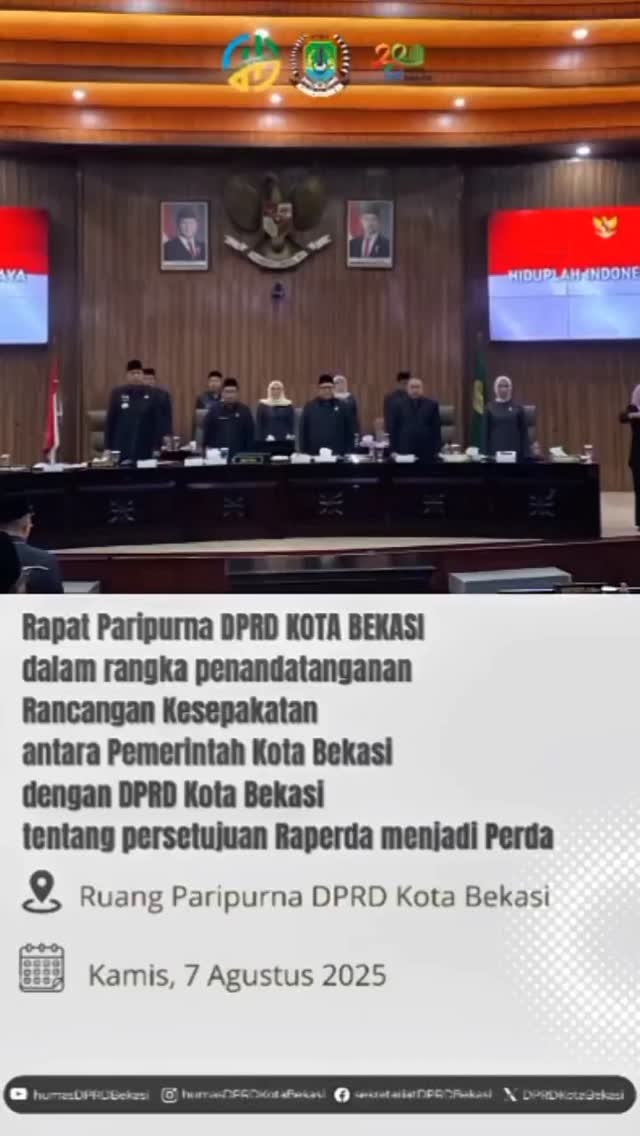 AYA
HIDUPLAH INDONE
Rapat Paripurna DPRD KOTA BEKASI
dalam rangka penandatanganan
Rancangan Kesepakatan
antara Pemerintah Kota Bekasi
dengan DPRD Kota Bekasi
tentang persetujuan Raperda menjadi Perda
Ruang Paripurna DPRD Kota Bekasi
Kamis, 7 Agustus 2025
humasDPRDBekasi humasDPRDKotaBekasi sekretariatDPRDBekasi DPRDKotaBekasi